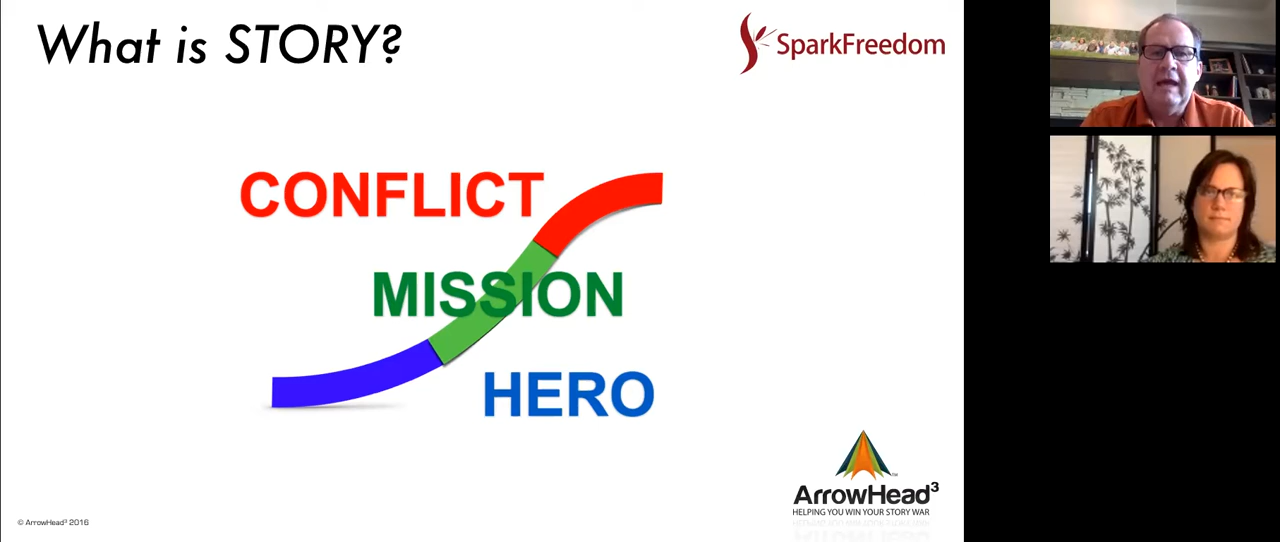 What is STORY?
SparkFreedom
CONFLICT
MISSION
HERO
ArrowHead³
HELPING YOU WIN YOUR STORY WAR
© ArrowHead³ 2016